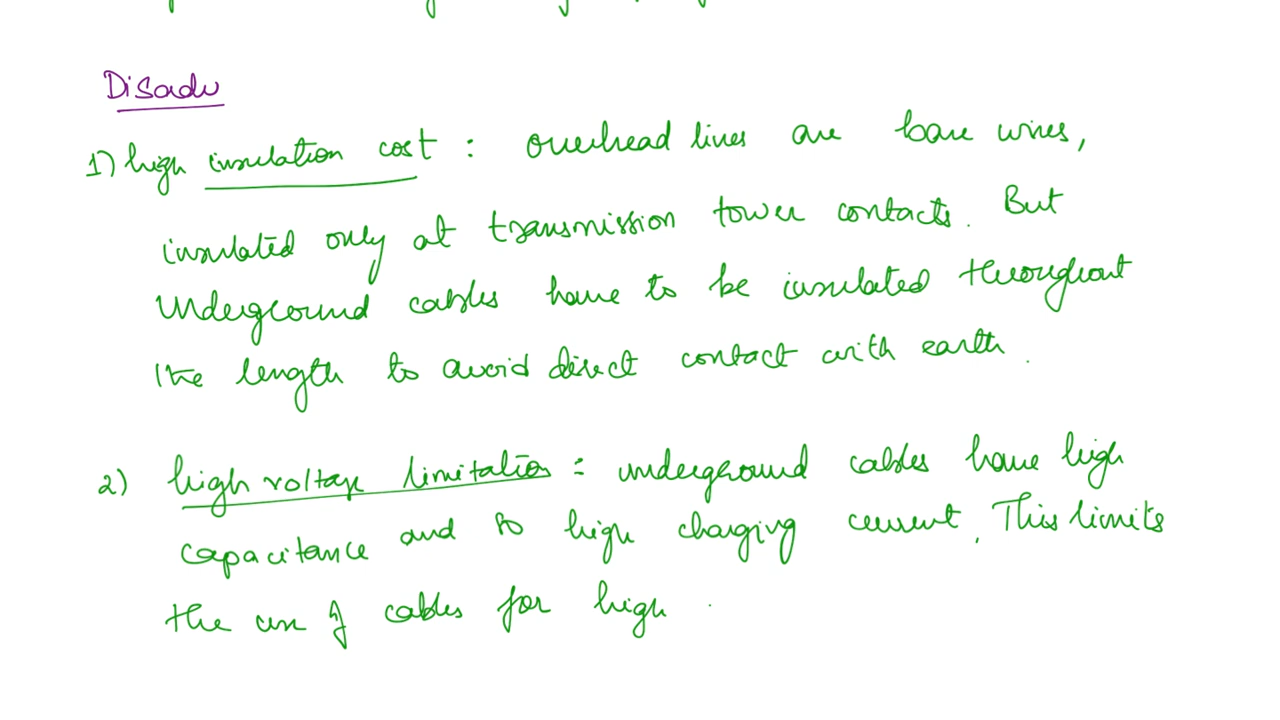 Disadv
1) high insulation cost : overhead lines are bare wires,
insulated only at transmission tower contacts. But
Underground cables have to be insulated throughout
the length to avoid direct contact with earth.
2) high voltage limitation : underground cables have high
capacitance and so high charging current. This limits
the use of cables for high